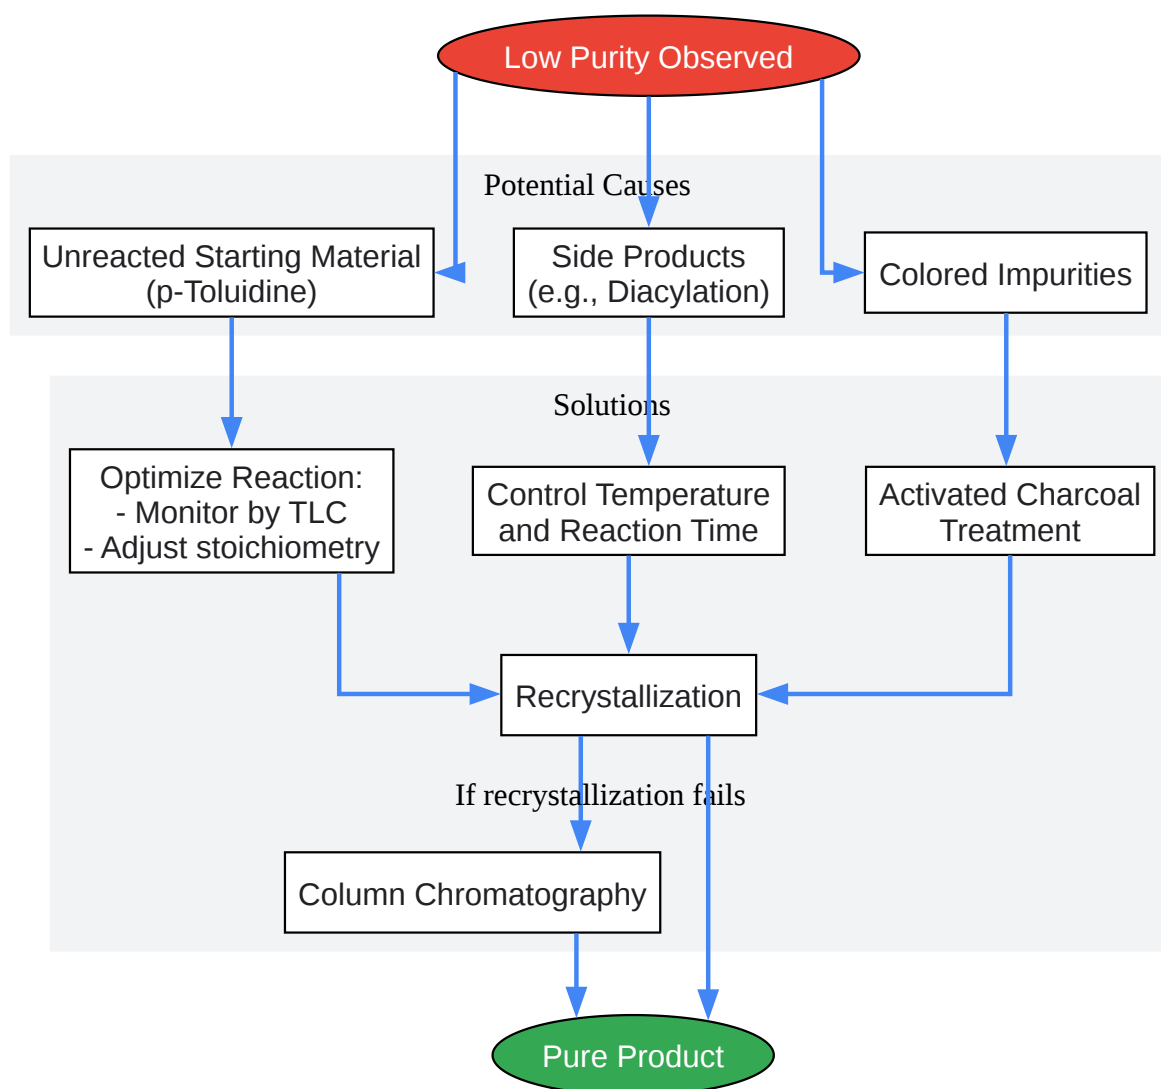 Low Purity Observed
Potential Causes
Unreacted Starting Material
(p-Toluidine)
Side Products
(e.g., Diacylation)
Colored Impurities
Solutions
Optimize Reaction:
- Monitor by TLC
- Adjust stoichiometry
Control Temperature
and Reaction Time
Activated Charcoal
Treatment
Recrystallization
If recrystallization fails
Column Chromatography
Pure Product